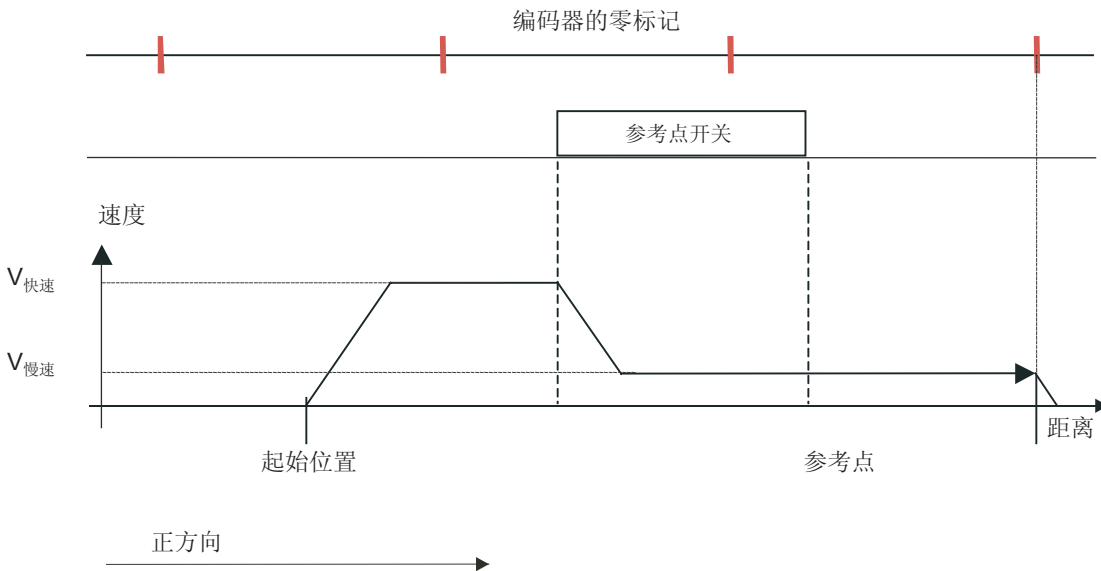 编码器的零标记
参考点开关
速度
V快速
V慢速
距离
起始位置
参考点
正方向